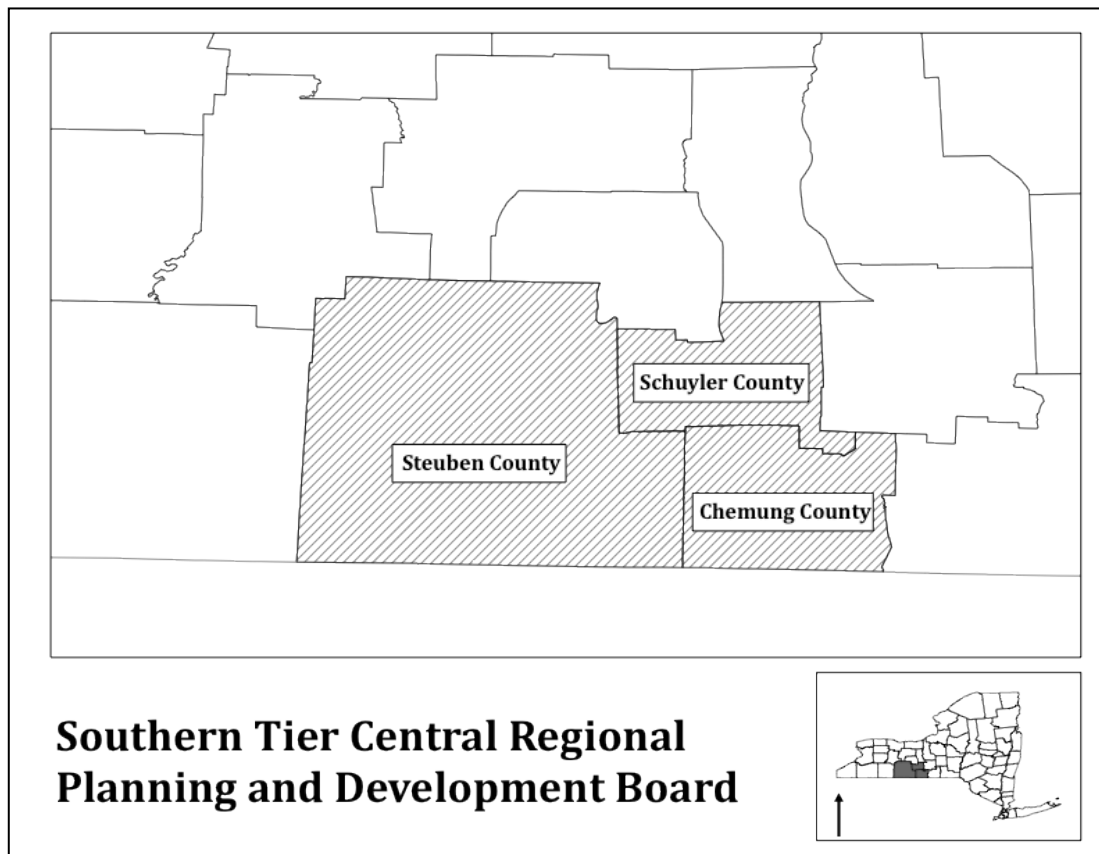 Schuyler County
Steuben County
Chemung County
Southern Tier Central Regional
Planning and Development Board